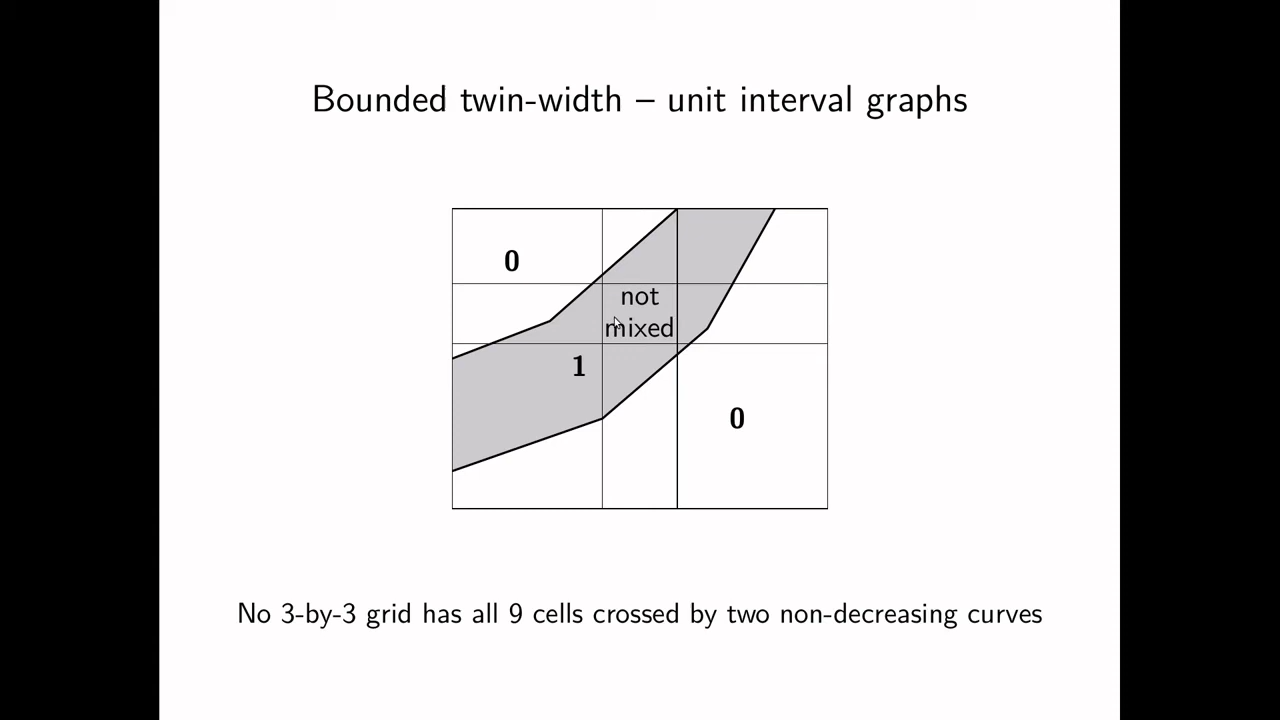 Bounded twin-width – unit interval graphs
0
not
mixed
1
0
No 3-by-3 grid has all 9 cells crossed by two non-decreasing curves